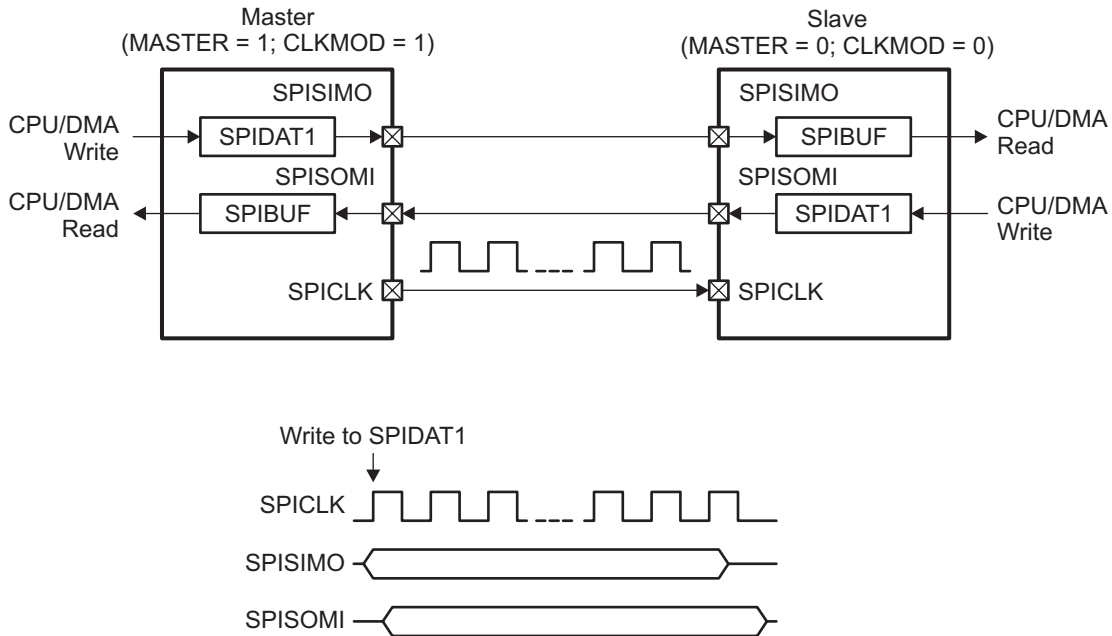 Master
(MASTER = 1; CLKMOD = 1)
Slave
(MASTER = 0; CLKMOD = 0)
SPISIMO
SPISIMO
CPU/DMA
Write
SPIDAT1
SPIBUF
CPU/DMA
Read
SPISOMI
SPISOMI
CPU/DMA
Read
SPIBUF
SPIDAT1
CPU/DMA
Write
SPICLK
SPICLK
Write to SPIDAT1
SPICLK
SPISIMO
SPISOMI